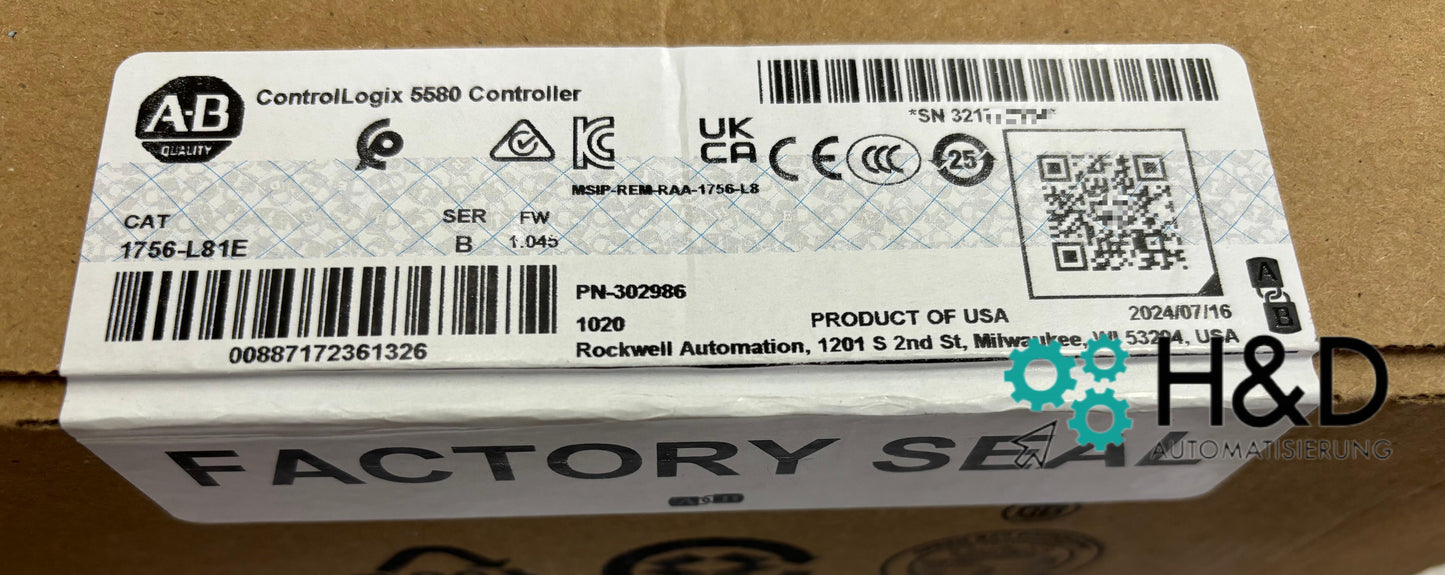 A-B
QUALITY
ControlLogix 5580 Controller
*SN 321
UK
CA
CE
CCC
25
MSIP-REM-RAA-1756-L8
CAT
1756-L81E
SER
B
FW
1.045
00887172361326
PN-302986
1020
PRODUCT OF USA
2024/07/16
A
B
Rockwell Automation, 1201 S 2nd St, Milwaukee, WI 53204, USA
H&D
AUTOMATISIERUNG
FACTORY SEAL